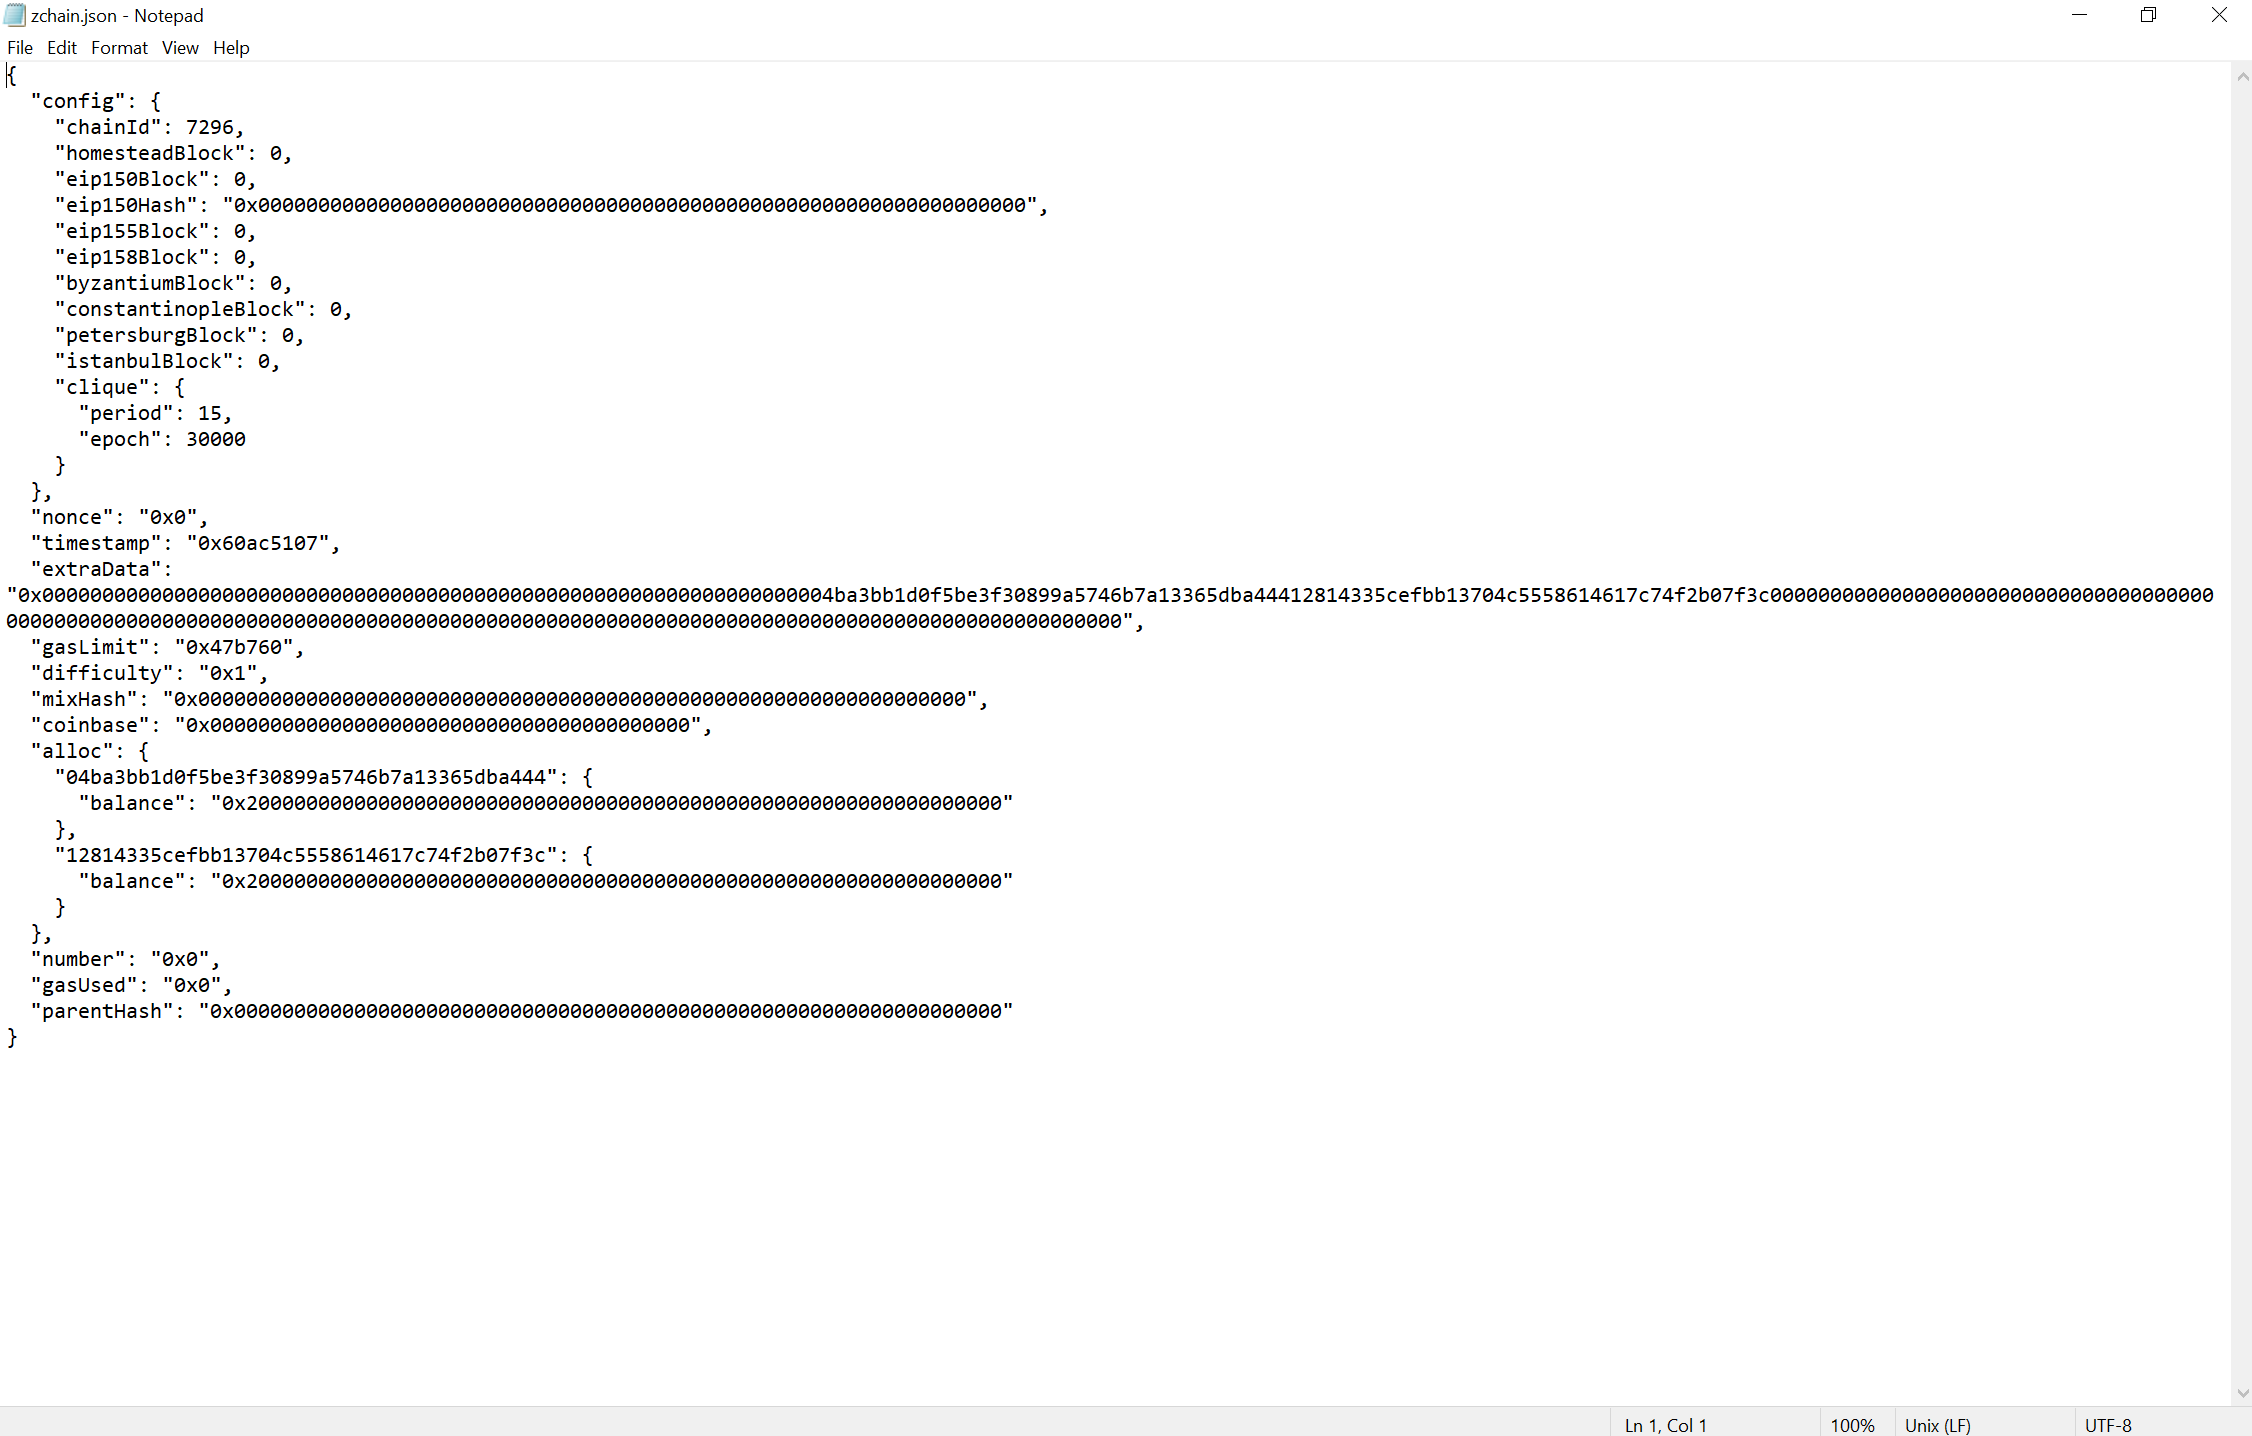 zchain.json - Notepad
File Edit Format View Help
{
  "config": {
    "chainId": 7296,
    "homesteadBlock": 0,
    "eip150Block": 0,
    "eip150Hash": "0x0000000000000000000000000000000000000000000000000000000000000000",
    "eip155Block": 0,
    "eip158Block": 0,
    "byzantiumBlock": 0,
    "constantinopleBlock": 0,
    "petersburgBlock": 0,
    "istanbulBlock": 0,
    "clique": {
      "period": 15,
      "epoch": 30000
    }
  },
  "nonce": "0x0",
  "timestamp": "0x60ac5107",
  "extraData":
"0x000000000000000000000000000000000000000000000000000000000000000004ba3bb1d0f5be3f30899a5746b7a13365dba44412814335cefbb13704c5558614617c74f2b07f3c0000000000000000000000000000000000000
000000000000000000000000000000000000000000000000000000000000000000000000000000000000000000000",
  "gasLimit": "0x47b760",
  "difficulty": "0x1",
  "mixHash": "0x0000000000000000000000000000000000000000000000000000000000000000",
  "coinbase": "0x0000000000000000000000000000000000000000",
  "alloc": {
    "04ba3bb1d0f5be3f30899a5746b7a13365dba444": {
      "balance": "0x200000000000000000000000000000000000000000000000000000000000000"
    },
    "12814335cefbb13704c5558614617c74f2b07f3c": {
      "balance": "0x200000000000000000000000000000000000000000000000000000000000000"
    }
  },
  "number": "0x0",
  "gasUsed": "0x0",
  "parentHash": "0x0000000000000000000000000000000000000000000000000000000000000000"
}
Ln 1, Col 1 100% Unix (LF) UTF-8